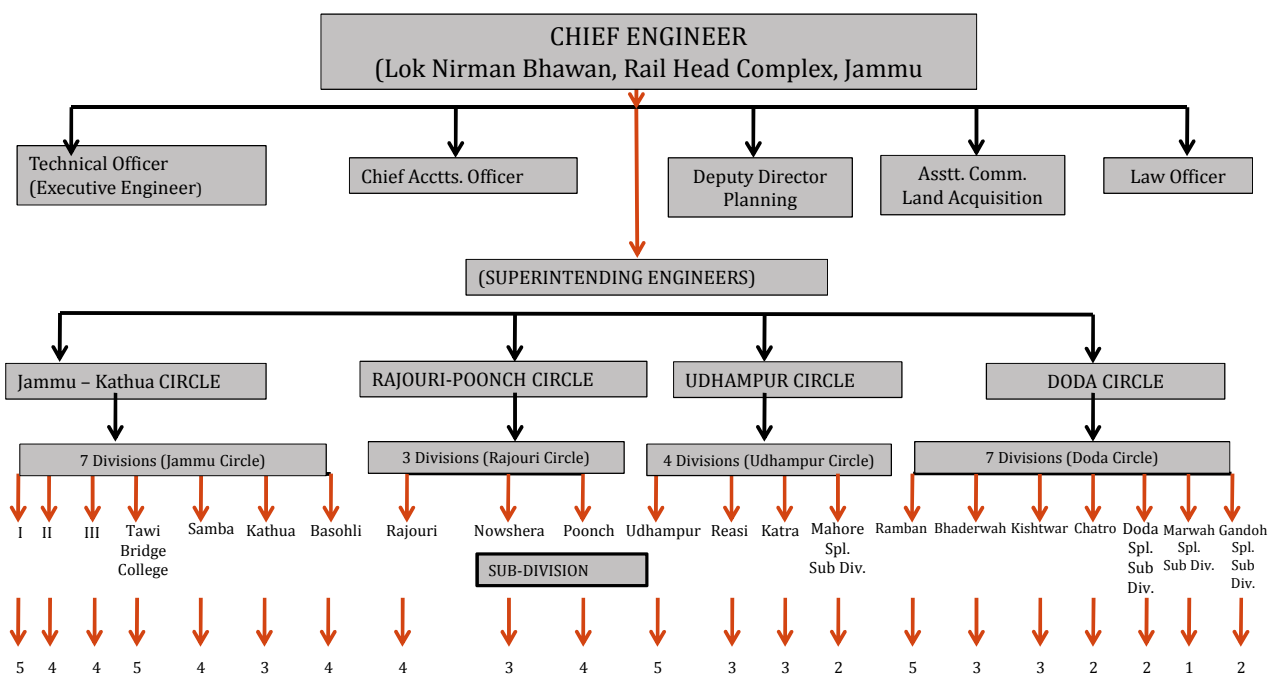 CHIEF ENGINEER
(Lok Nirman Bhawan, Rail Head Complex, Jammu
Technical Officer
(Executive Engineer)
Chief Acctts. Officer
Deputy Director
Planning
Asstt. Comm.
Land Acquisition
Law Officer
(SUPERINTENDING ENGINEERS)
Jammu – Kathua CIRCLE
RAJOURI-POONCH CIRCLE
UDHAMPUR CIRCLE
DODA CIRCLE
7 Divisions (Jammu Circle)
3 Divisions (Rajouri Circle)
4 Divisions (Udhampur Circle)
7 Divisions (Doda Circle)
I
II
III
Tawi
Bridge
College
Samba
Kathua
Basohli
Rajouri
Nowshera
Poonch
Udhampur
Reasi
Katra
Mahore
Spl.
Sub Div.
Ramban
Bhaderwah
Kishtwar
Chatro
Doda
Spl.
Sub
Div.
Marwah
Spl.
Sub Div.
Gandoh
Spl.
Sub
Div.
SUB-DIVISION
5 4 4 5 4 3 4 4 3 4 5 3 3 2 5 3 3 2 2 1 2